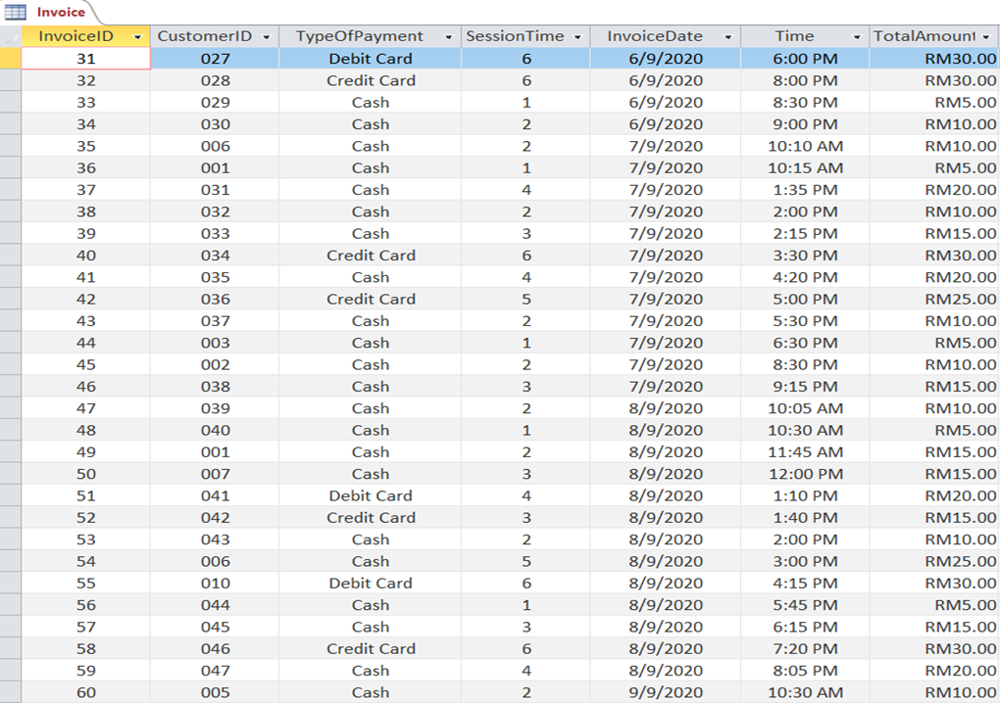 Invoice
InvoiceID CustomerID TypeOfPayment SessionTime InvoiceDate Time TotalAmount
31 027 Debit Card 6 6/9/2020 6:00 PM RM30.00
32 028 Credit Card 6 6/9/2020 8:00 PM RM30.00
33 029 Cash 1 6/9/2020 8:30 PM RM5.00
34 030 Cash 2 6/9/2020 9:00 PM RM10.00
35 006 Cash 2 7/9/2020 10:10 AM RM10.00
36 001 Cash 1 7/9/2020 10:15 AM RM5.00
37 031 Cash 4 7/9/2020 1:35 PM RM20.00
38 032 Cash 2 7/9/2020 2:00 PM RM10.00
39 033 Cash 3 7/9/2020 2:15 PM RM15.00
40 034 Credit Card 6 7/9/2020 3:30 PM RM30.00
41 035 Cash 4 7/9/2020 4:20 PM RM20.00
42 036 Credit Card 5 7/9/2020 5:00 PM RM25.00
43 037 Cash 2 7/9/2020 5:30 PM RM10.00
44 003 Cash 1 7/9/2020 6:30 PM RM5.00
45 002 Cash 2 7/9/2020 8:30 PM RM10.00
46 038 Cash 3 7/9/2020 9:15 PM RM15.00
47 039 Cash 2 8/9/2020 10:05 AM RM10.00
48 040 Cash 1 8/9/2020 10:30 AM RM5.00
49 001 Cash 2 8/9/2020 11:45 AM RM15.00
50 007 Cash 3 8/9/2020 12:00 PM RM15.00
51 041 Debit Card 4 8/9/2020 1:10 PM RM20.00
52 042 Credit Card 3 8/9/2020 1:40 PM RM15.00
53 043 Cash 2 8/9/2020 2:00 PM RM10.00
54 006 Cash 5 8/9/2020 3:00 PM RM25.00
55 010 Debit Card 6 8/9/2020 4:15 PM RM30.00
56 044 Cash 1 8/9/2020 5:45 PM RM5.00
57 045 Cash 3 8/9/2020 6:15 PM RM15.00
58 046 Credit Card 6 8/9/2020 7:20 PM RM30.00
59 047 Cash 4 8/9/2020 8:05 PM RM20.00
60 005 Cash 2 9/9/2020 10:30 AM RM10.00